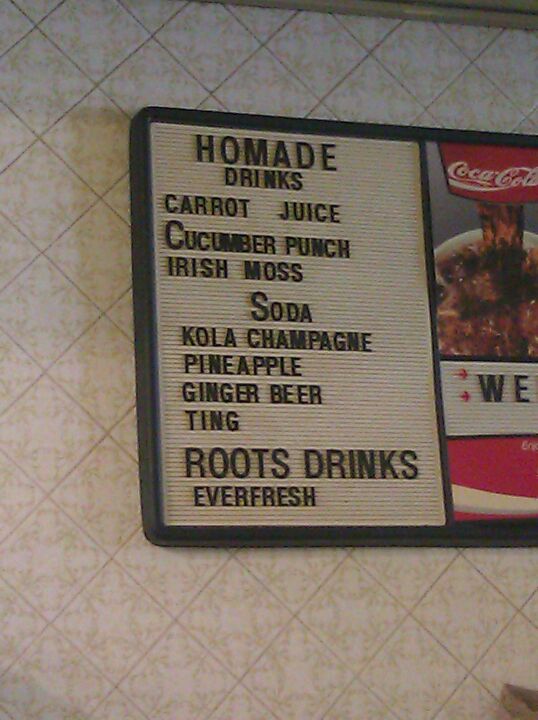 HOMADE
DRINKS
CARROT JUICE
CUCUMBER PUNCH
IRISH MOSS
SODA
KOLA CHAMPAGNE
PINEAPPLE
GINGER BEER
TING
ROOTS DRINKS
EVERFRESH
Coca-Cola
WE